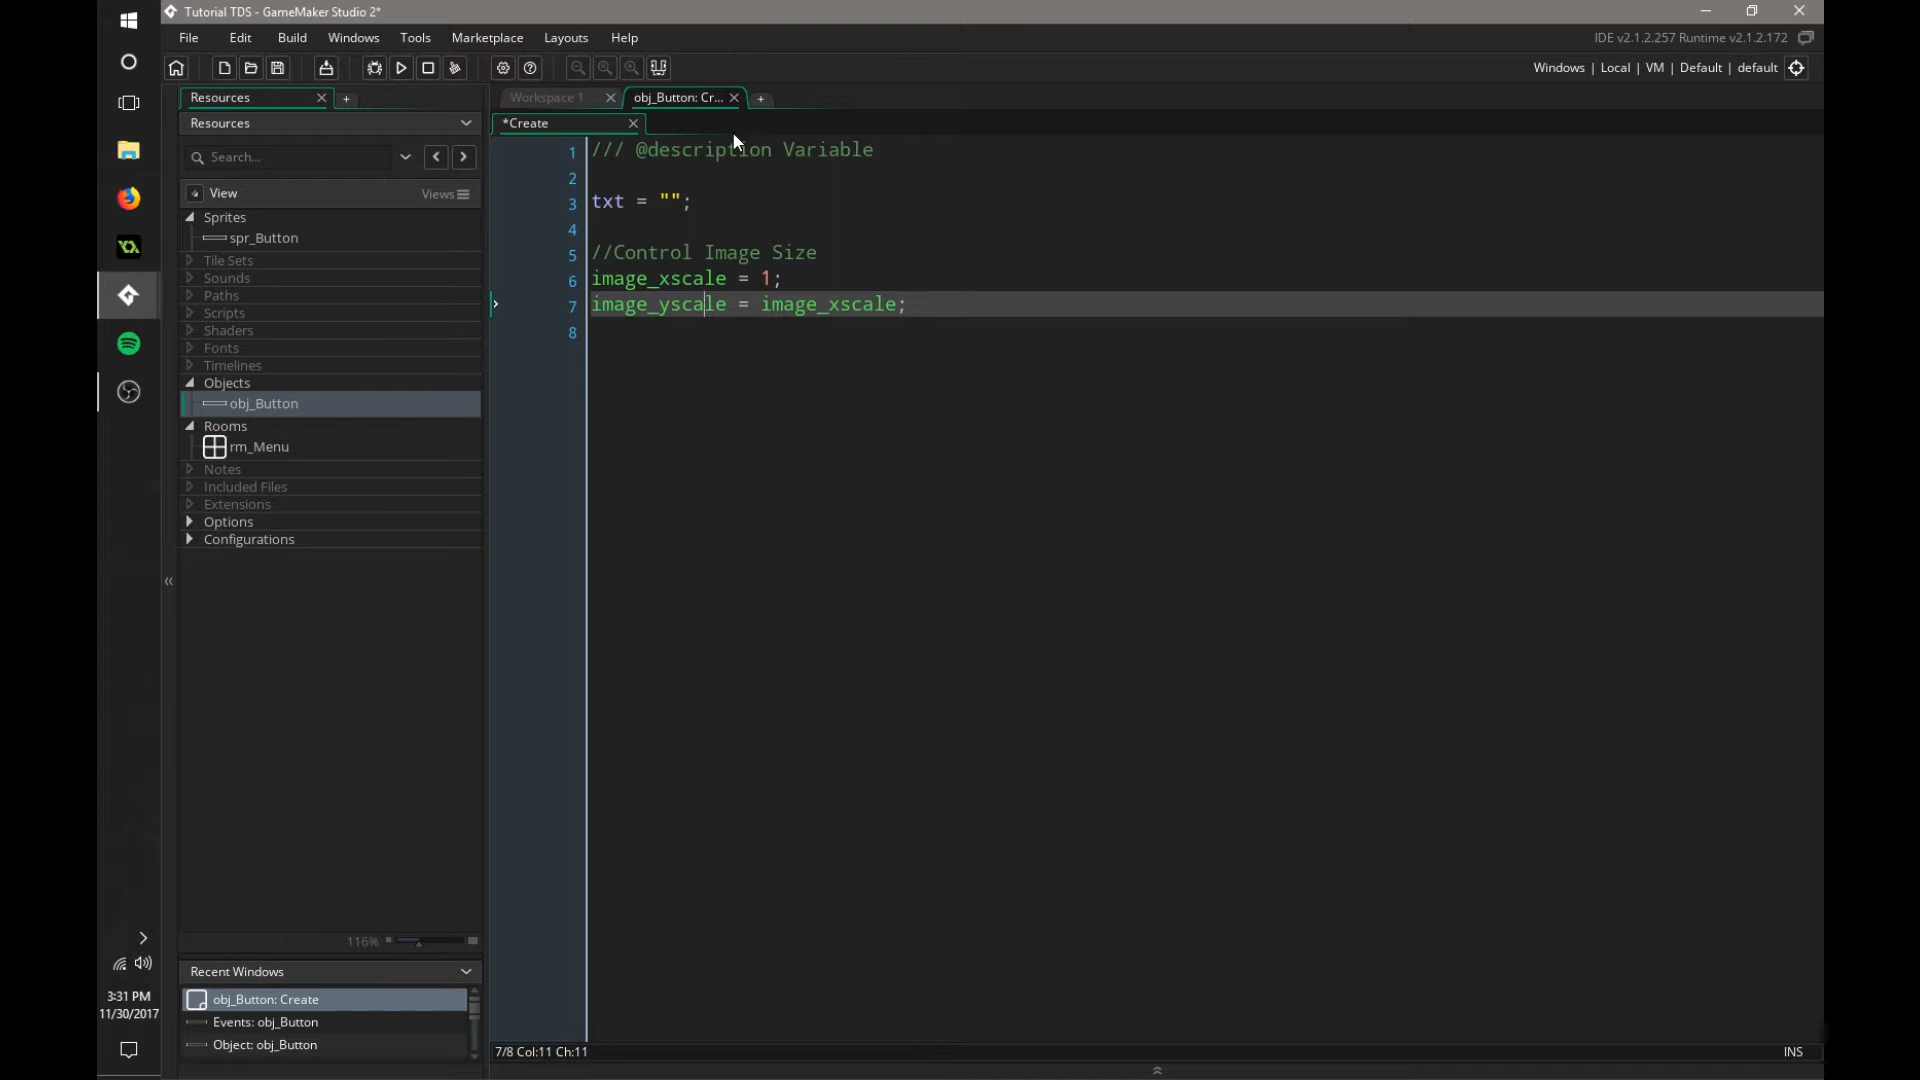 Tutorial TDS - GameMaker Studio 2*
File Edit Build Windows Tools Marketplace Layouts Help
IDE v2.1.2.257 Runtime v2.1.2.172
Windows | Local | VM | Default | default
Resources
Workspace 1
obj_Button: Cr...
Resources
*Create
Search...
View
Views
Sprites
spr_Button
Tile Sets
Sounds
Paths
Scripts
Shaders
Fonts
Timelines
Objects
obj_Button
Rooms
rm_Menu
Notes
Included Files
Extensions
Options
Configurations
1 /// @description Variable
2
3 txt = "";
4
5 //Control Image Size
6 image_xscale = 1;
7 image_yscale = image_xscale;
8
116%
Recent Windows
obj_Button: Create
Events: obj_Button
Object: obj_Button
3:31 PM
11/30/2017
7/8 Col:11 Ch:11
INS